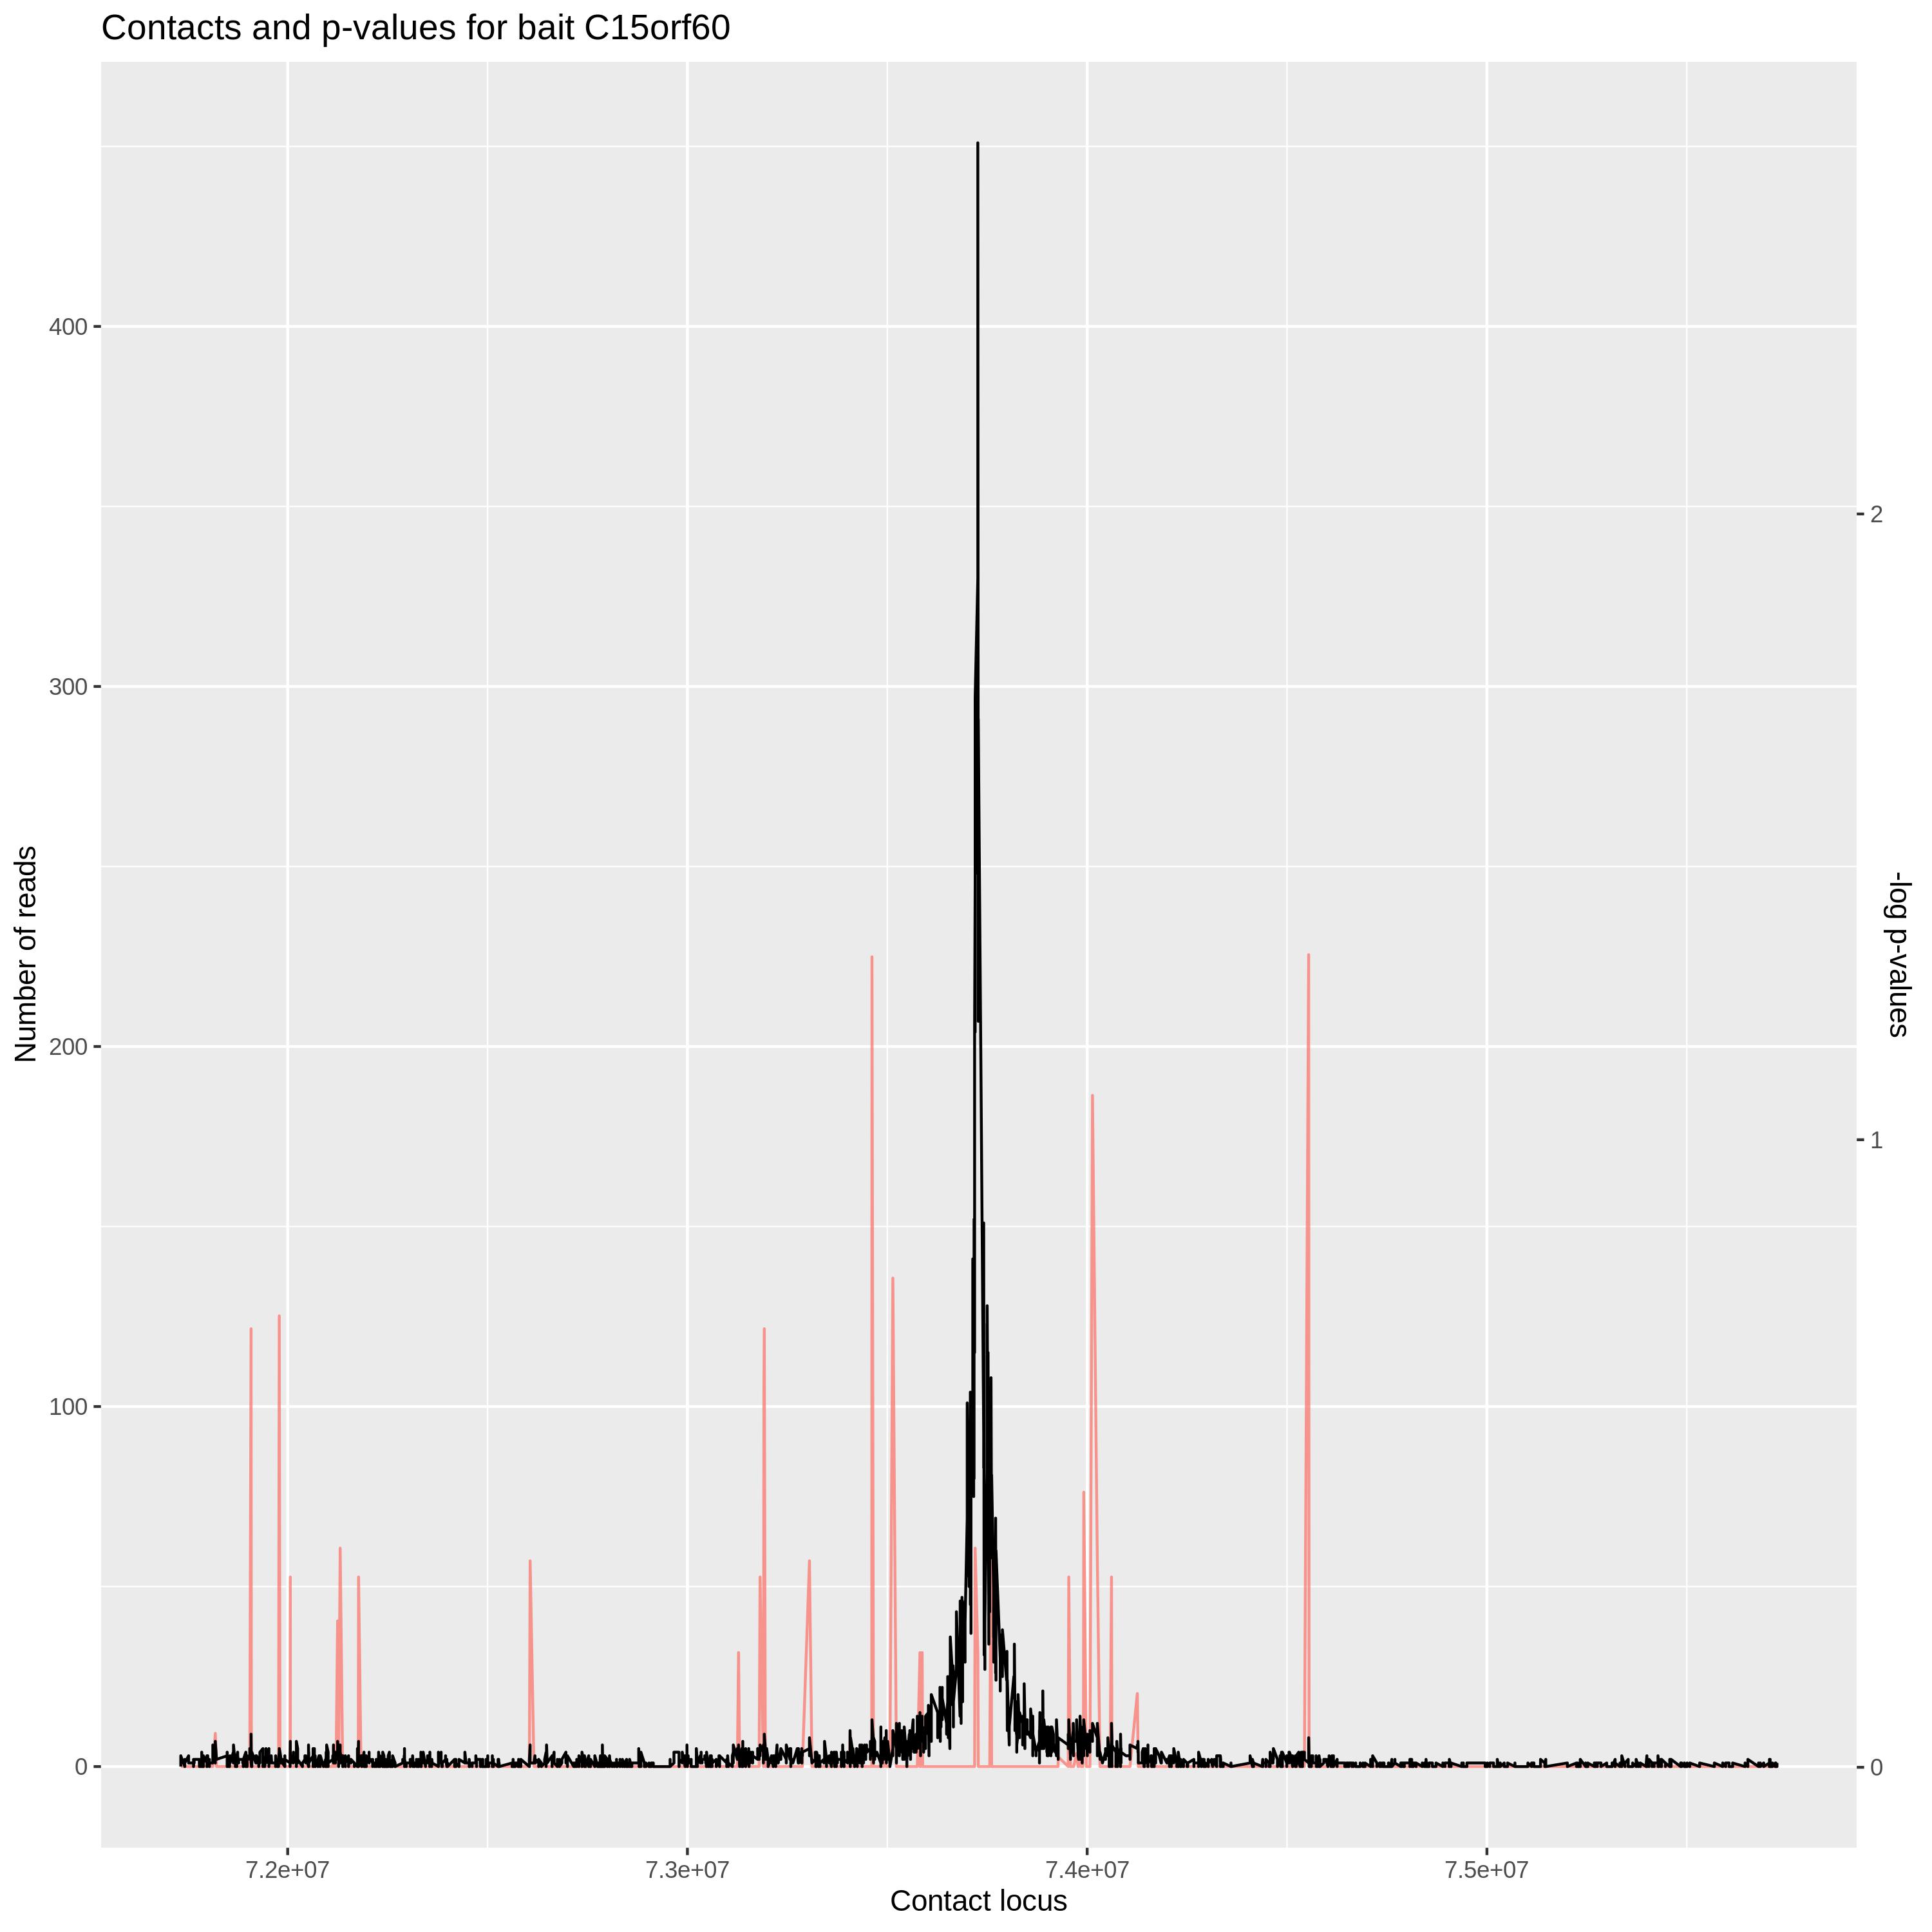 Contacts and p-values for bait C15orf60
Number of reads
400
300
200
100
0
2
1
0
-log p-values
7.2e+07
7.3e+07
7.4e+07
7.5e+07
Contact locus